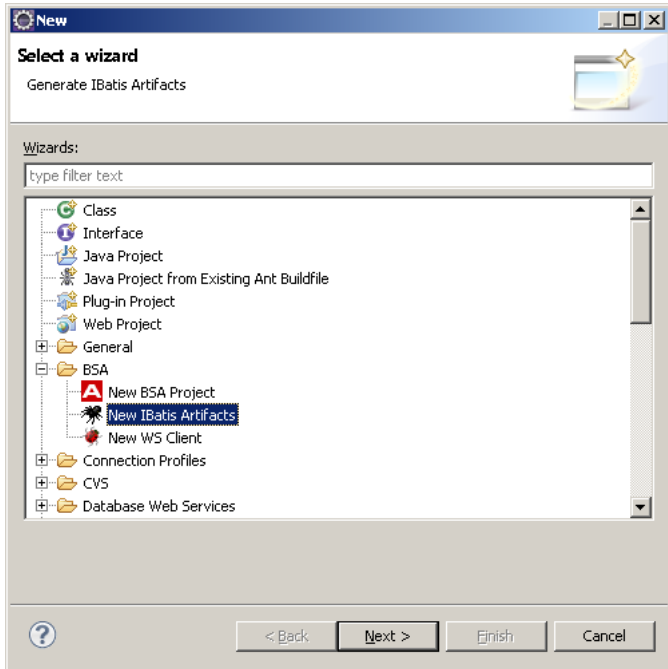 New
Select a wizard
Generate IBatis Artifacts
Wizards:
type filter text
Class
Interface
Java Project
Java Project from Existing Ant Buildfile
Plug-in Project
Web Project
General
BSA
New BSA Project
New IBatis Artifacts
New WS Client
Connection Profiles
CVS
Database Web Services
< Back Next > Finish Cancel